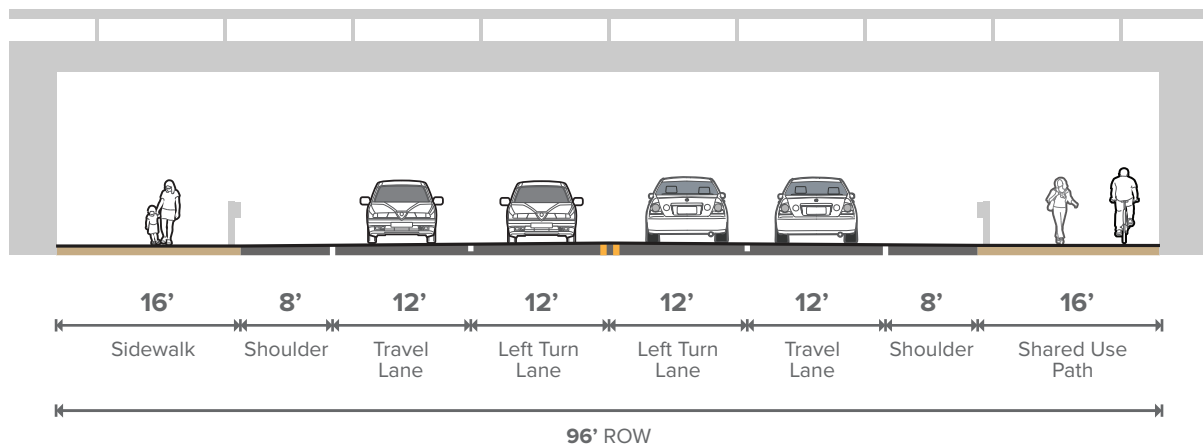 16’ 8’ 12’ 12’ 12’ 12’ 8’ 16’
Sidewalk Shoulder Travel Left Turn Left Turn Travel Shoulder Shared Use
Lane Lane Lane Lane Path
96’ ROW